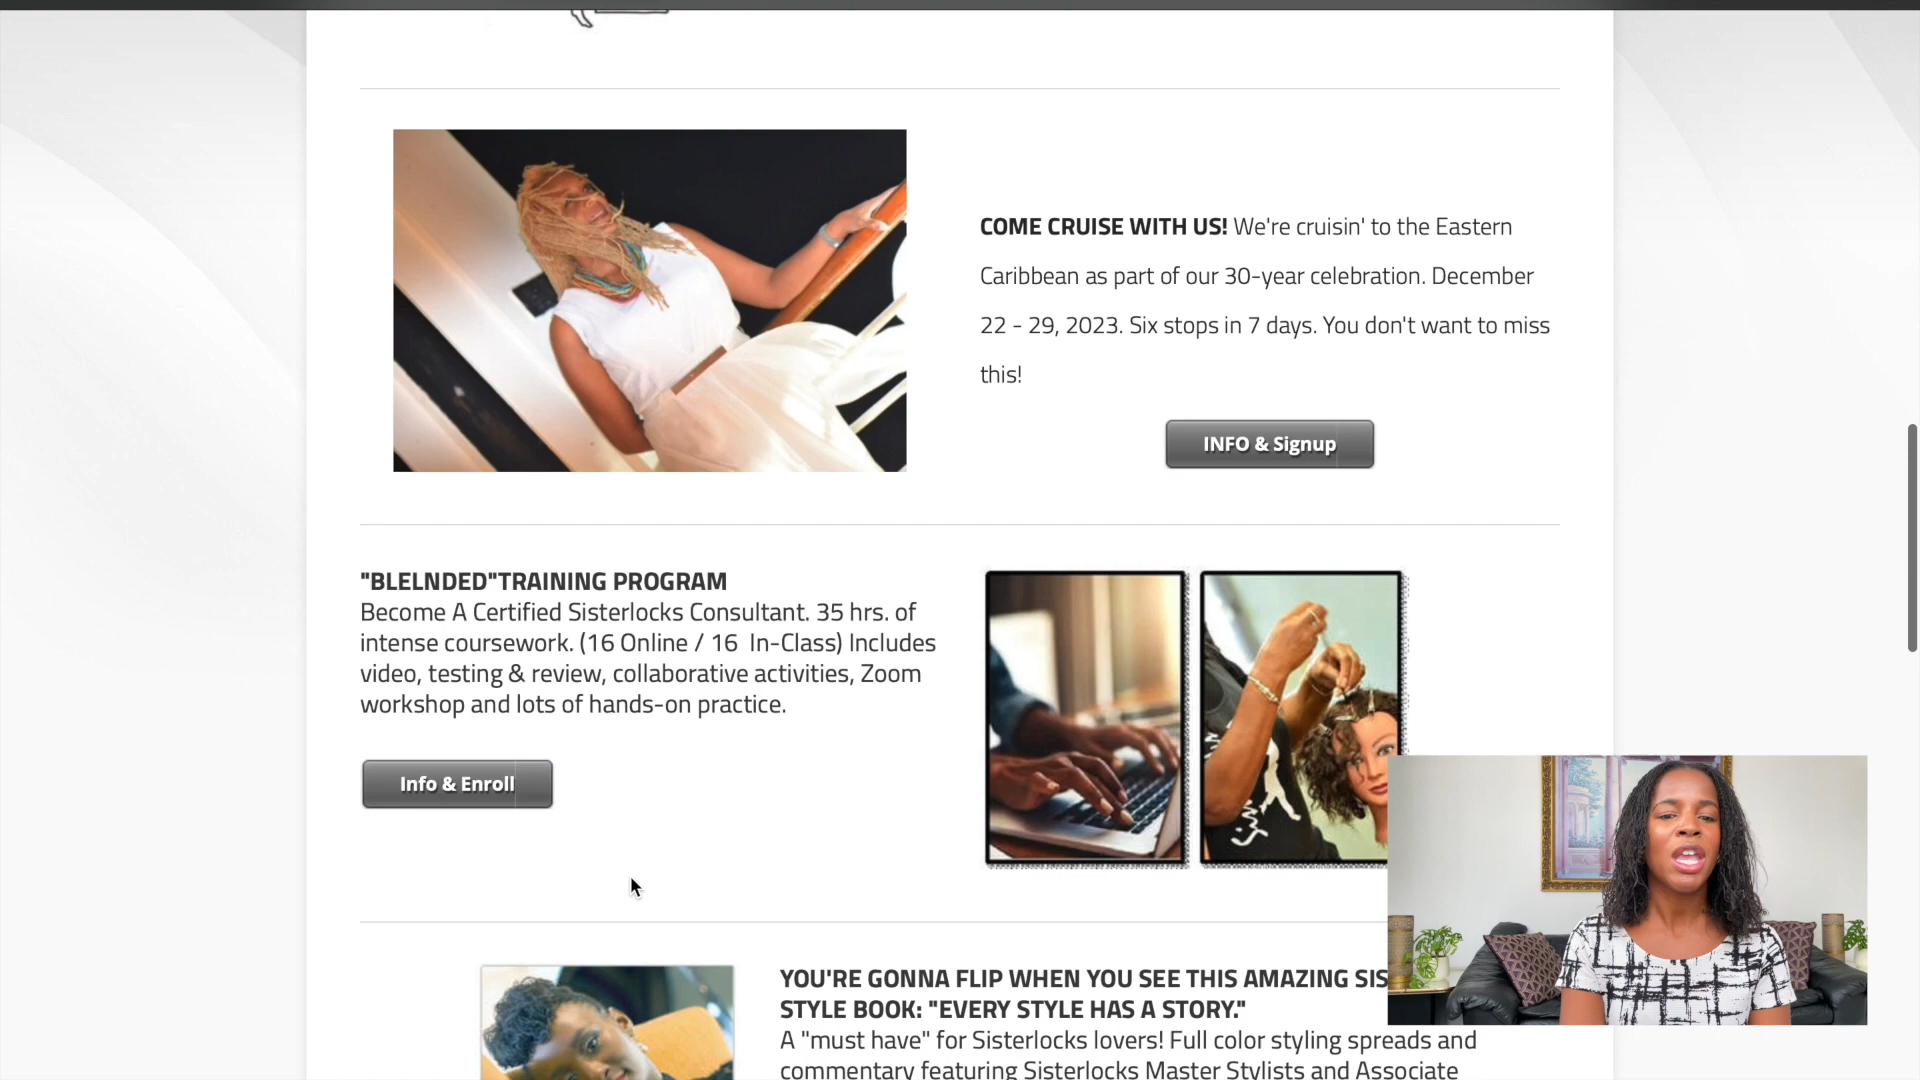 COME CRUISE WITH US! We're cruisin' to the Eastern
Caribbean as part of our 30-year celebration. December
22 - 29, 2023. Six stops in 7 days. You don't want to miss
this!
INFO & Signup
"BLELNDED"TRAINING PROGRAM
Become A Certified Sisterlocks Consultant. 35 hrs. of
intense coursework. (16 Online / 16 In-Class) Includes
video, testing & review, collaborative activities, Zoom
workshop and lots of hands-on practice.
Info & Enroll
YOU'RE GONNA FLIP WHEN YOU SEE THIS AMAZING SIS
STYLE BOOK: "EVERY STYLE HAS A STORY."
A "must have" for Sisterlocks lovers! Full color styling spreads and
commentary featuring Sisterlocks Master Stylists and Associate